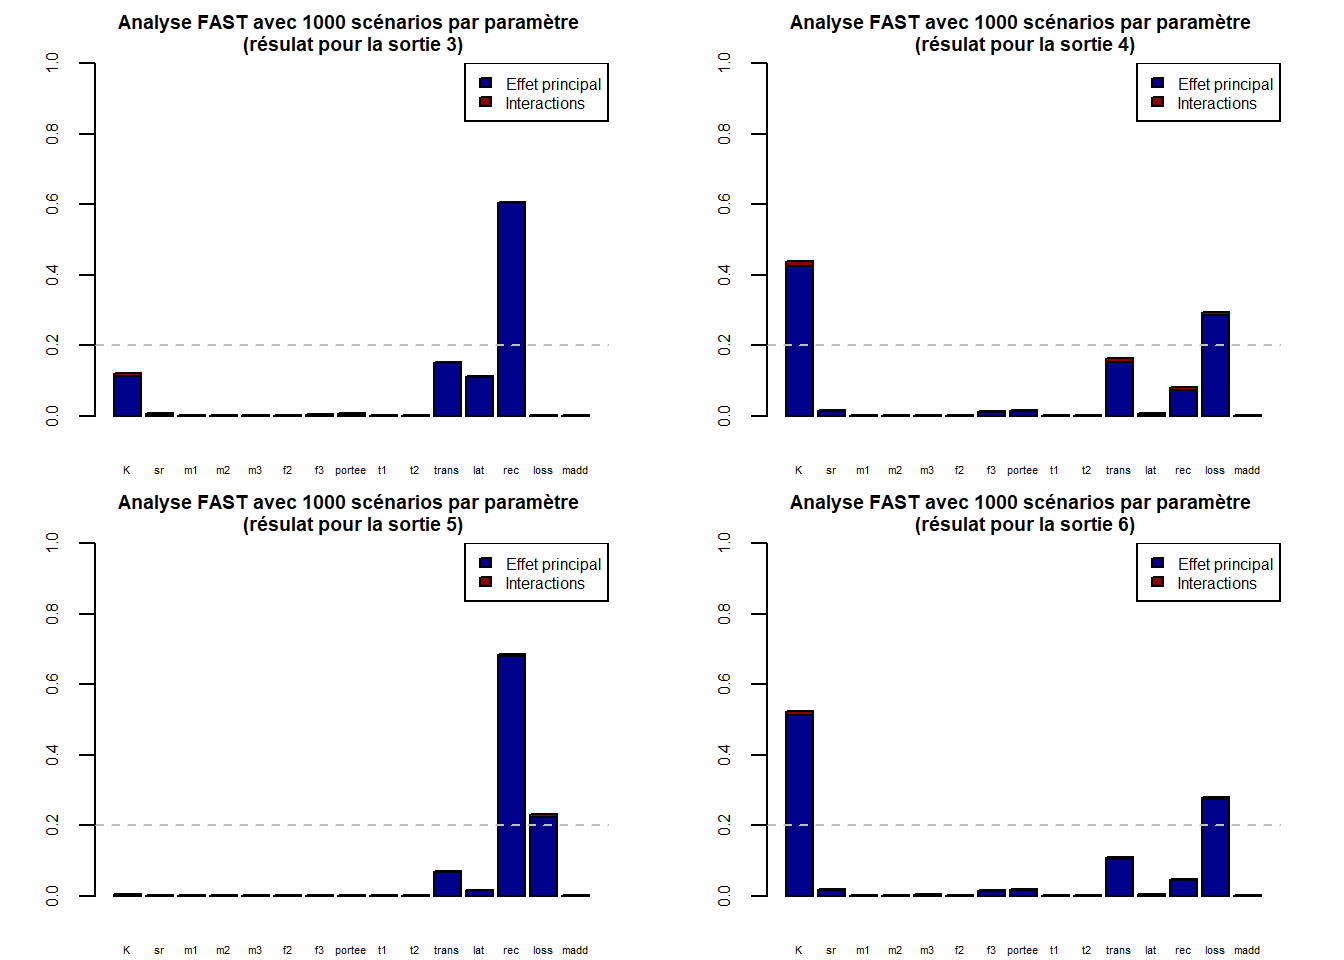 Analyse FAST avec 1000 scénarios par paramètre
(résulat pour la sortie 3)
Effet principal
Interactions
1.0
0.8
0.6
0.4
0.2
0.0
K sr m1 m2 m3 f2 f3 portee t1 t2 trans lat rec loss madd
Analyse FAST avec 1000 scénarios par paramètre
(résulat pour la sortie 4)
Effet principal
Interactions
1.0
0.8
0.6
0.4
0.2
0.0
K sr m1 m2 m3 f2 f3 portee t1 t2 trans lat rec loss madd
Analyse FAST avec 1000 scénarios par paramètre
(résulat pour la sortie 5)
Effet principal
Interactions
1.0
0.8
0.6
0.4
0.2
0.0
K sr m1 m2 m3 f2 f3 portee t1 t2 trans lat rec loss madd
Analyse FAST avec 1000 scénarios par paramètre
(résulat pour la sortie 6)
Effet principal
Interactions
1.0
0.8
0.6
0.4
0.2
0.0
K sr m1 m2 m3 f2 f3 portee t1 t2 trans lat rec loss madd